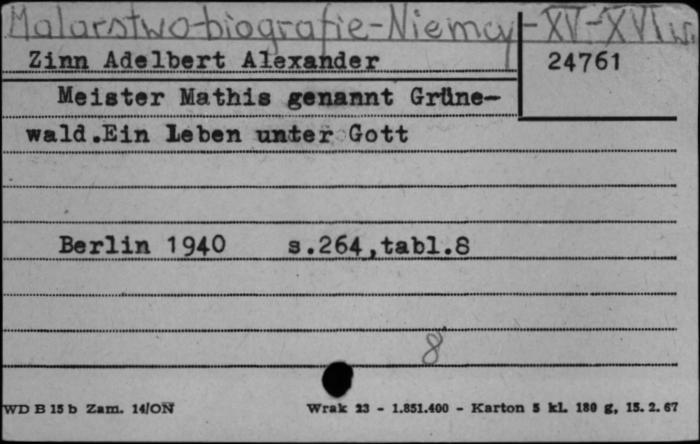 Malarstwo-biografie-Niemcy-XV-XVI w.
Zinn Adelbert Alexander
24761
Meister Mathis genannt Grüne-
wald.Ein Leben unter Gott
Berlin 1940 s.264,tabl.8
8
WD B 15 b Zam. 14/ON Wrak 23 - 1.851.400 - Karton 5 kl. 180 g, 15. 2. 67